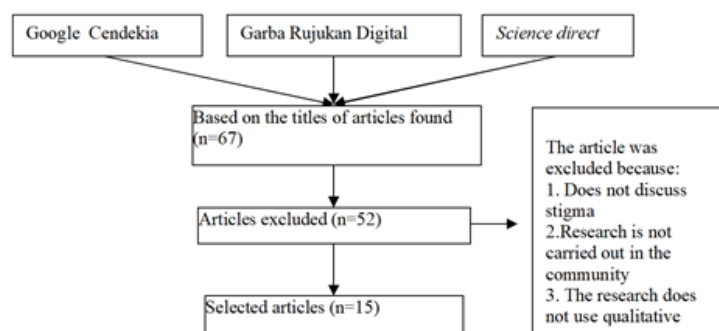 Google Cendekia
Garba Rujukan Digital
Science direct
Based on the titles of articles found
(n=67)
Articles excluded (n=52)
Selected articles (n=15)
The article was
excluded because:
1. Does not discuss
stigma
2.Research is not
carried out in the
community
3. The research does
not use qualitative